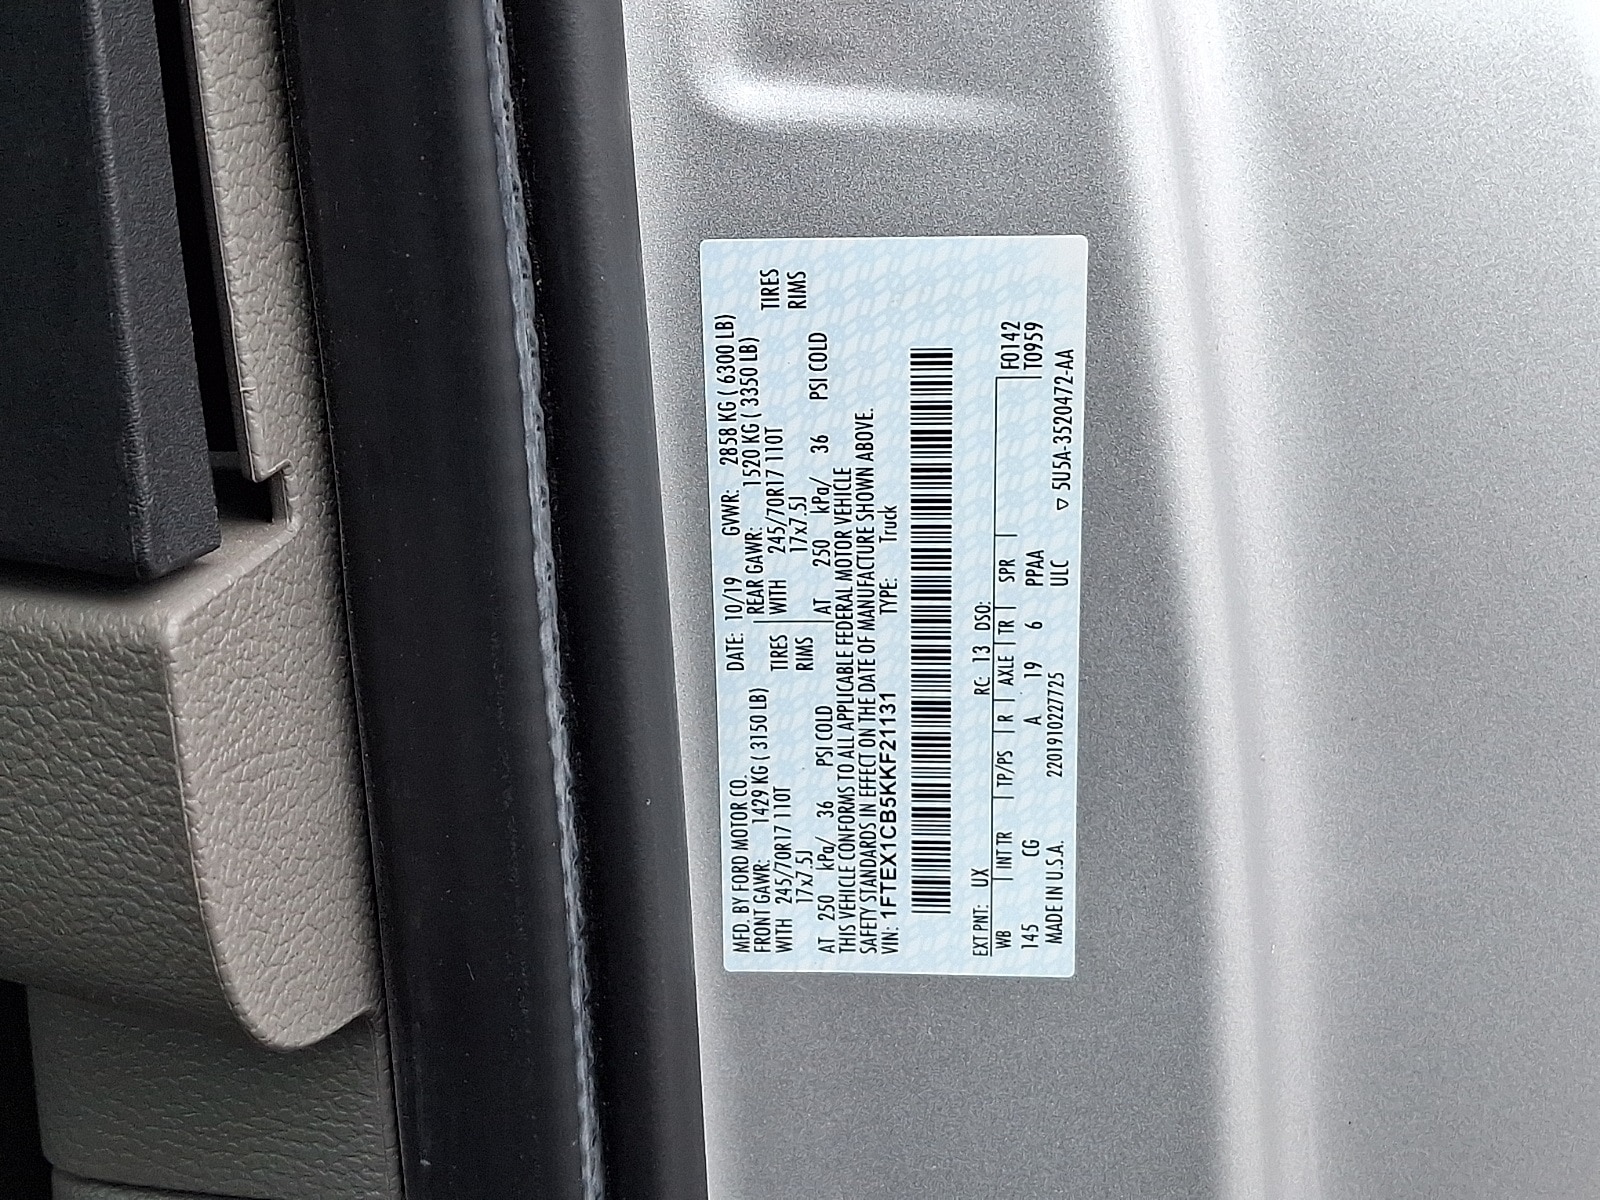 MFD. BY FORD MOTOR CO. DATE: 10/19 GVWR: 2858 KG ( 6300 LB)
FRONT GAWR: 1429 KG ( 3150 LB) REAR GAWR: 1520 KG ( 3350 LB)
WITH 245/70R17 110T TIRES WITH 245/70R17 110T TIRES
17x7.5J RIMS 17x7.5J RIMS
AT 250 kPa/ 36 PSI COLD AT 250 kPa/ 36 PSI COLD
THIS VEHICLE CONFORMS TO ALL APPLICABLE FEDERAL MOTOR VEHICLE
SAFETY STANDARDS IN EFFECT ON THE DATE OF MANUFACTURE SHOWN ABOVE.
VIN: 1FTEX1CB5KKF21131 TYPE: Truck
EXT PNT: UX RC: 13 DSO:
WB INT TR TP/PS R AXLE TR SPR F0142
145 CG A 19 6 PPAA T0959
MADE IN U.S.A. 220191022 7725 ULC ▽ 5U5A-3520472-AA